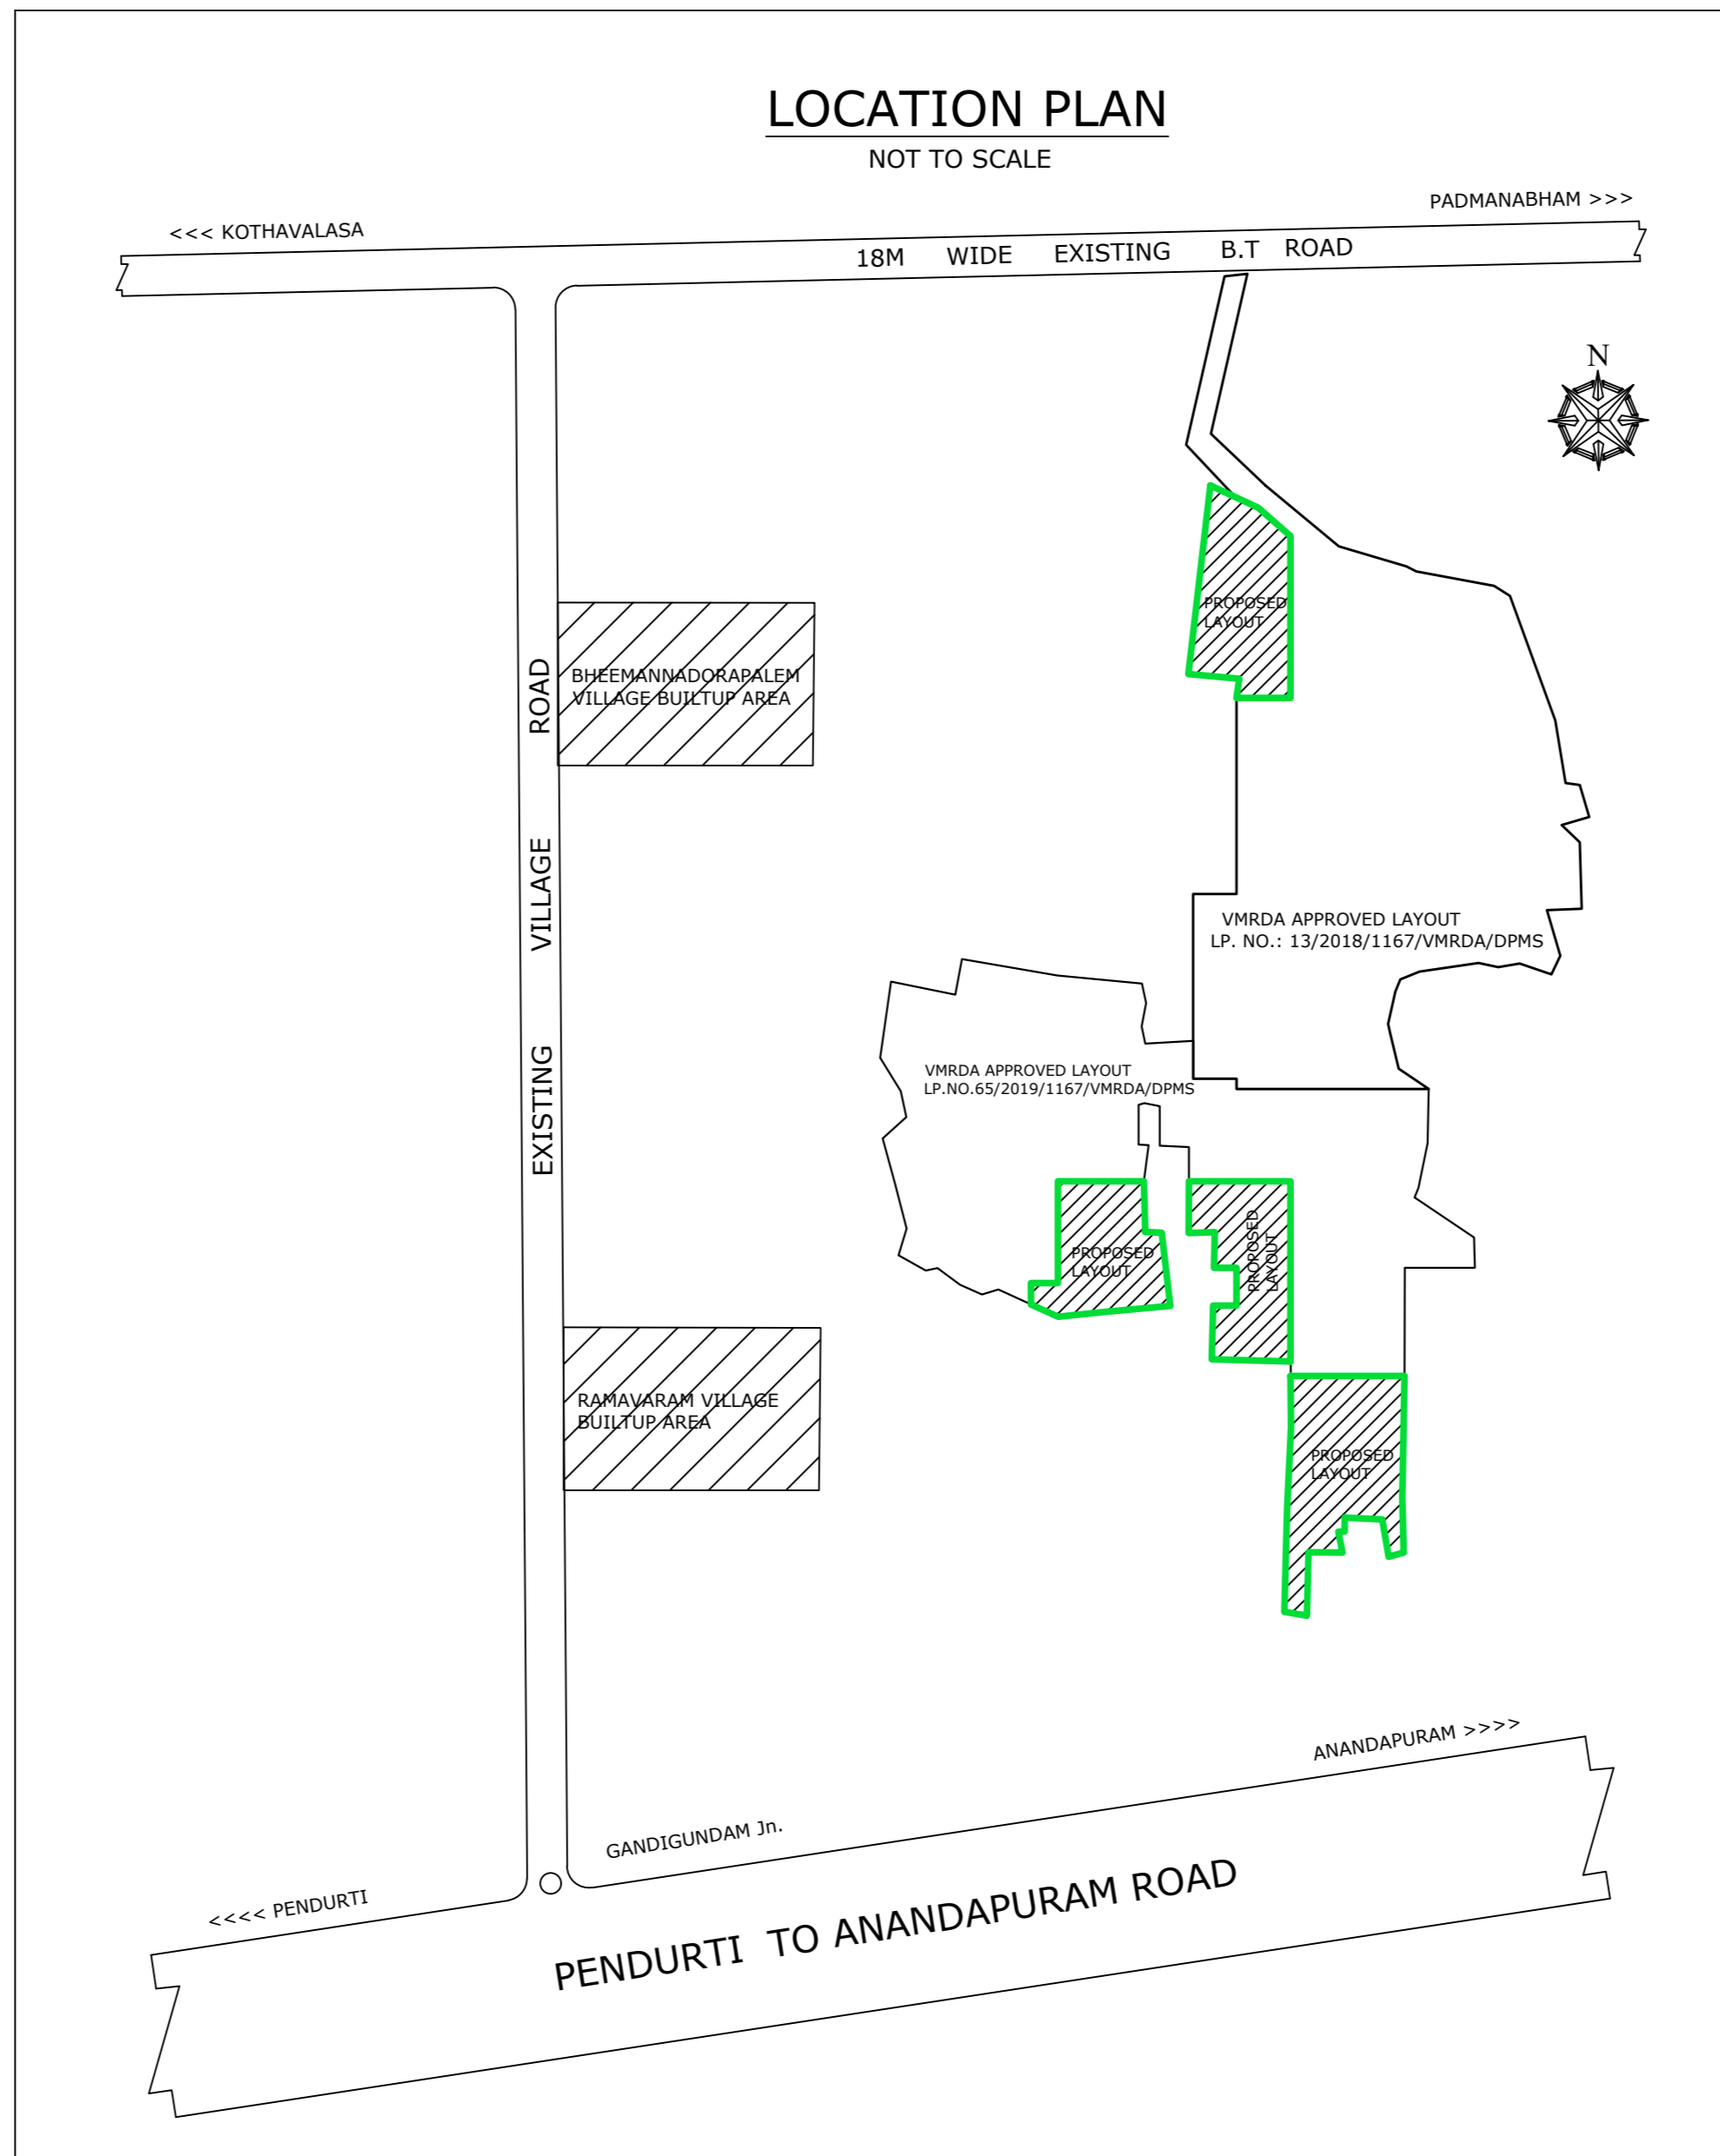 LOCATION PLAN
NOT TO SCALE
PADMANABHAM >>>
<<< KOTHAVALASA
18M WIDE EXISTING B.T ROAD
N
PROPOSED
LAYOUT
BHEEMANNADORAPALEM
VILLAGE BUILTUP AREA
EXISTING VILLAGE ROAD
VMRDA APPROVED LAYOUT
LP. NO.: 13/2018/1167/VMRDA/DPMS
VMRDA APPROVED LAYOUT
LP.NO.65/2019/1167/VMRDA/DPMS
PROPOSED
LAYOUT
PROPOSED
LAYOUT
RAMAVARAM VILLAGE
BUILTUP AREA
PROPOSED
LAYOUT
ANANDAPURAM >>>>
GANDIGUNDAM Jn.
<<<< PENDURTI
PENDURTI TO ANANDAPURAM ROAD